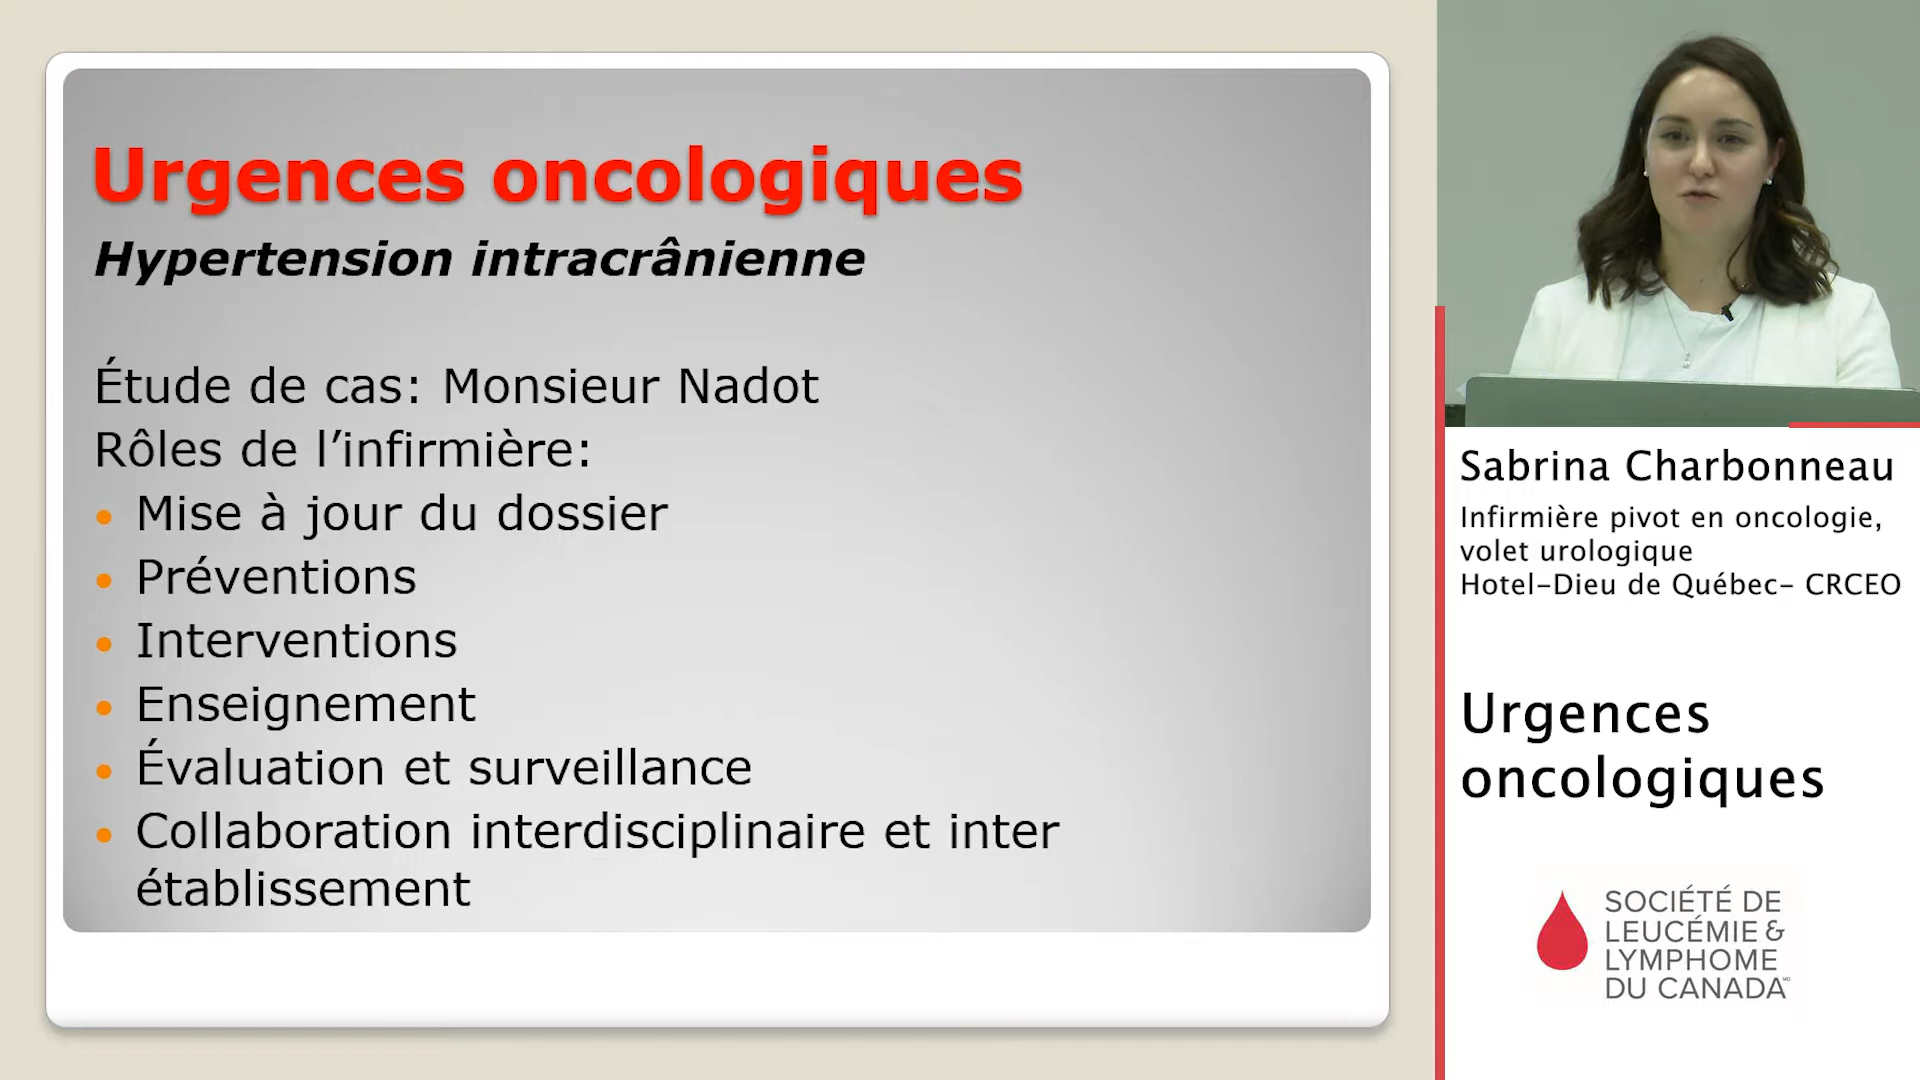 Urgences oncologiques
Hypertension intracrânienne
Étude de cas: Monsieur Nadot
Rôles de l’infirmière:
• Mise à jour du dossier
• Préventions
• Interventions
• Enseignement
• Évaluation et surveillance
• Collaboration interdisciplinaire et inter
établissement
Sabrina Charbonneau
Infirmière pivot en oncologie,
volet urologique
Hotel-Dieu de Québec- CRCEO
Urgences
oncologiques
SOCIÉTÉ DE
LEUCÉMIE &
LYMPHOME
DU CANADA